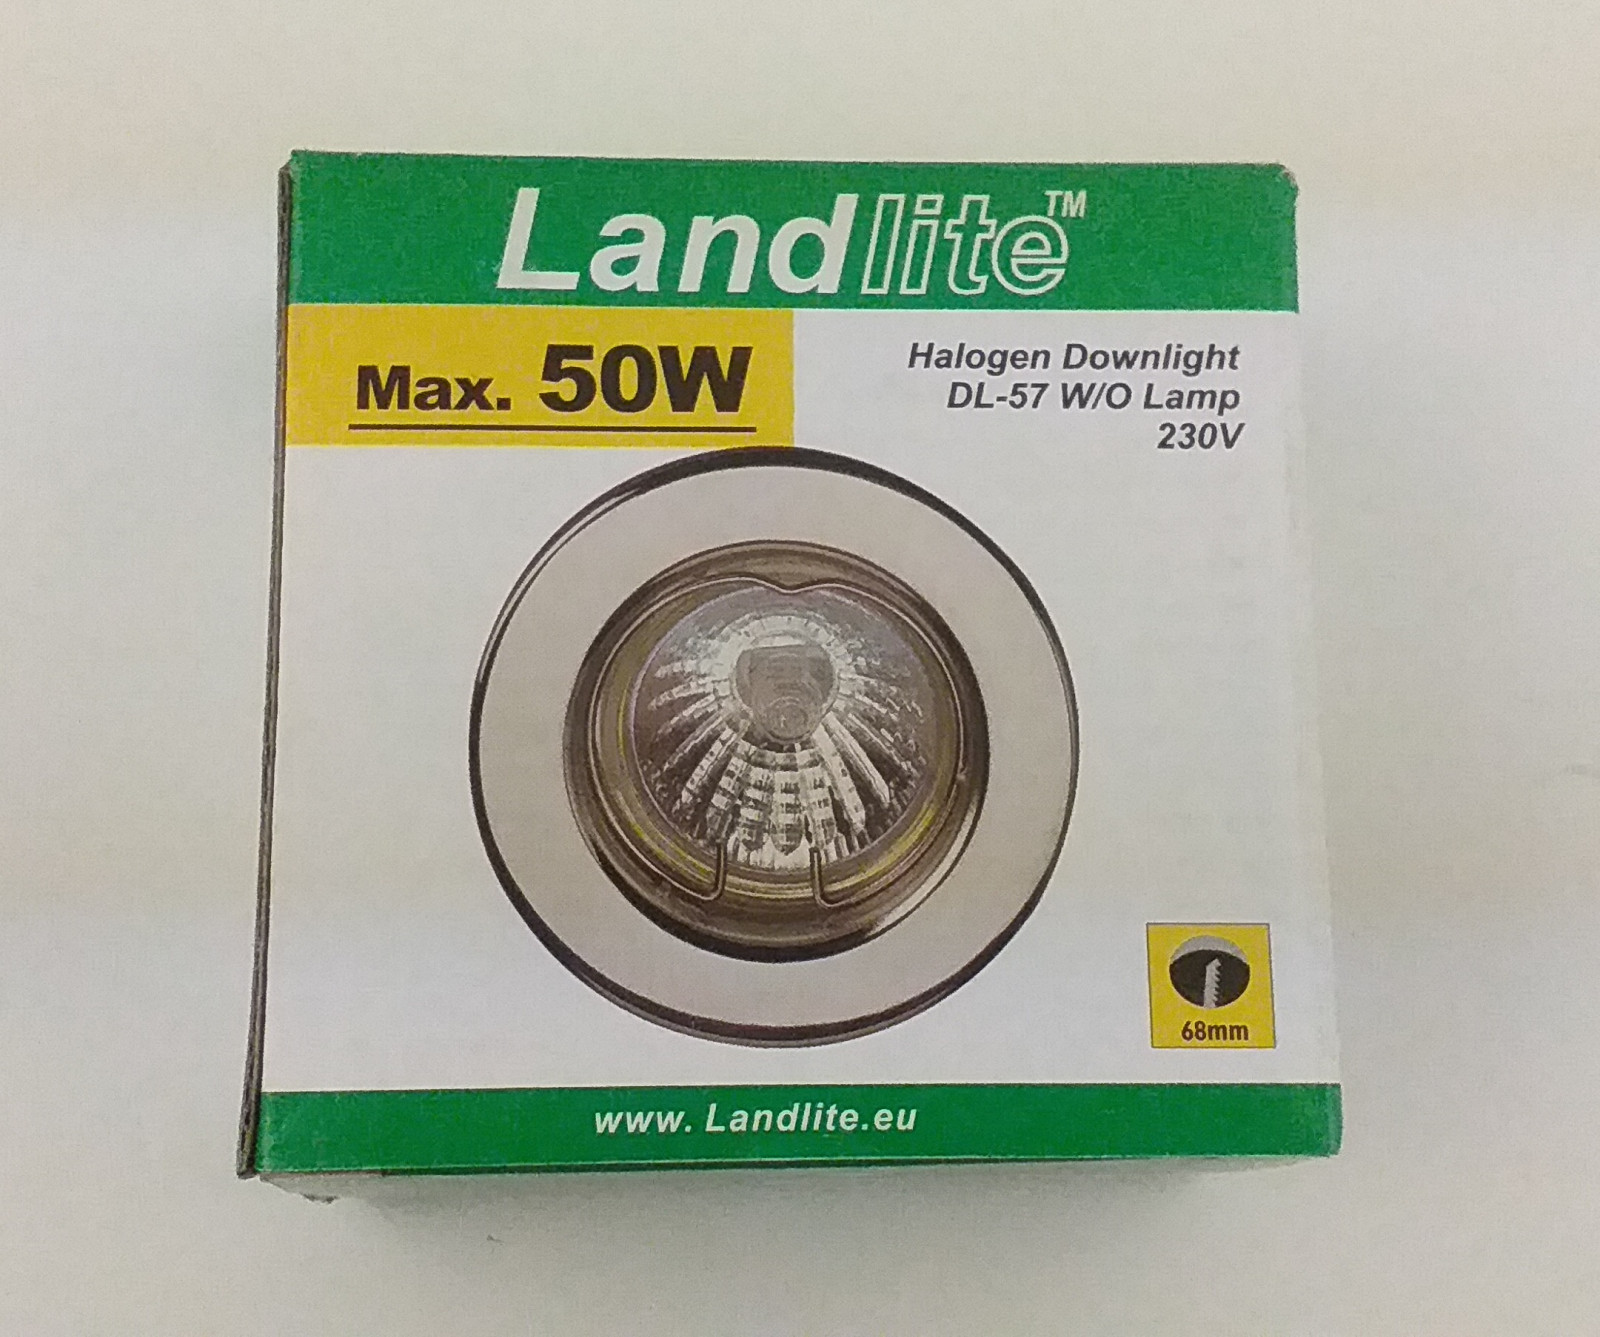 Landlite™
Max. 50W
Halogen Downlight
DL-57 W/O Lamp
230V
68mm
www. Landlite.eu